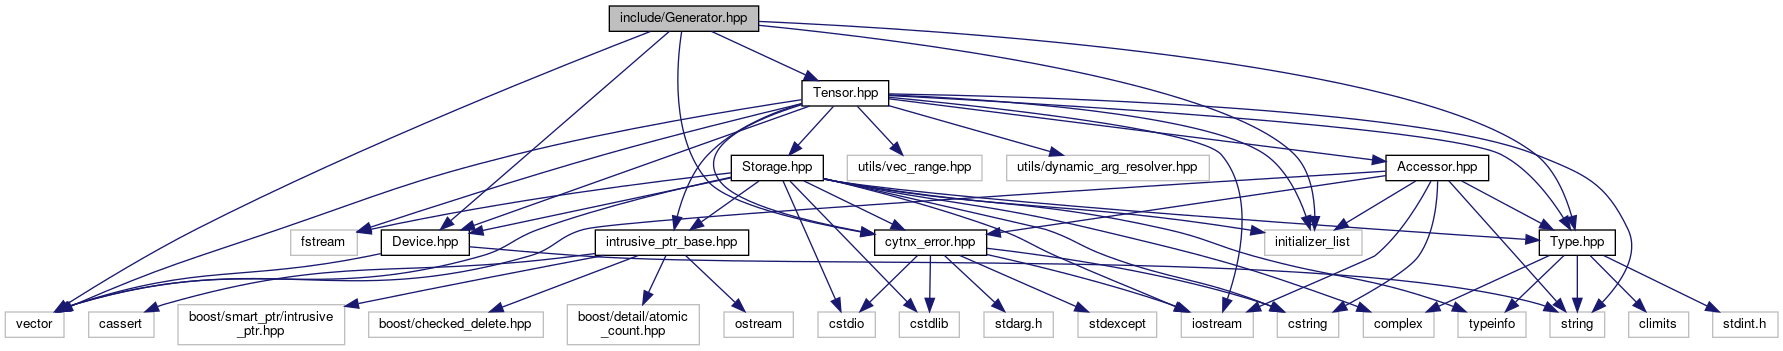 include/Generator.hpp
Tensor.hpp
Storage.hpp
utils/vec_range.hpp
utils/dynamic_arg_resolver.hpp
Accessor.hpp
fstream
Device.hpp
intrusive_ptr_base.hpp
cytnx_error.hpp
initializer_list
Type.hpp
vector
cassert
boost/smart_ptr/intrusive
_ptr.hpp
boost/checked_delete.hpp
boost/detail/atomic
_count.hpp
ostream
cstdio
cstdlib
stdarg.h
stdexcept
iostream
cstring
complex
typeinfo
string
climits
stdint.h